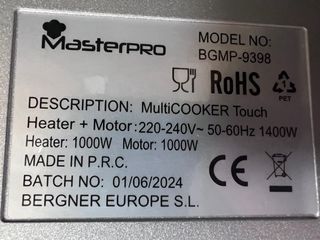 MasterPRO
MODEL NO:
BGMP-9398
RoHS
1
PET
DESCRIPTION: MultiCOOKER Touch
Heater + Motor: 220-240V~ 50-60Hz 1400W
Heater: 1000W Motor: 1000W
MADE IN P.R.C.
BATCH NO: 01/06/2024
BERGNER EUROPE S.L.
CE